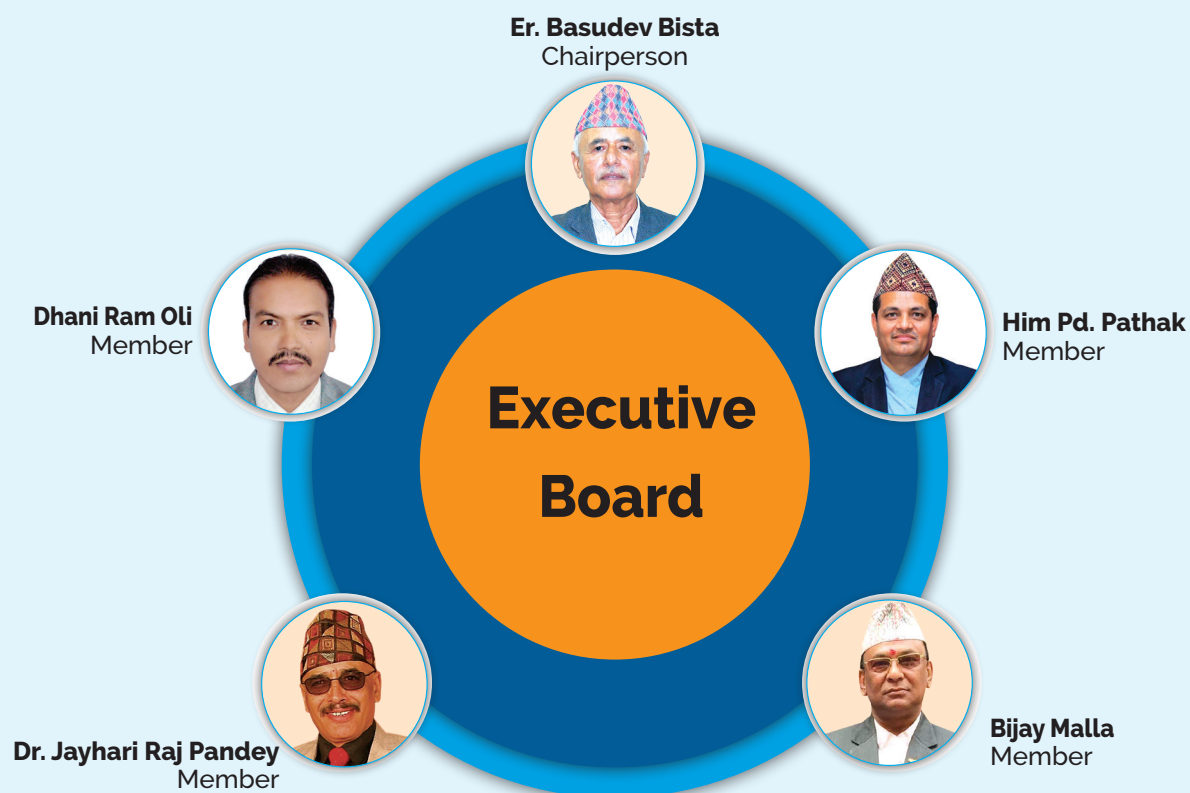 Er. Basudev Bista
Chairperson
Dhani Ram Oli
Member
Him Pd. Pathak
Member
Executive
Board
Dr. Jayhari Raj Pandey
Member
Bijay Malla
Member